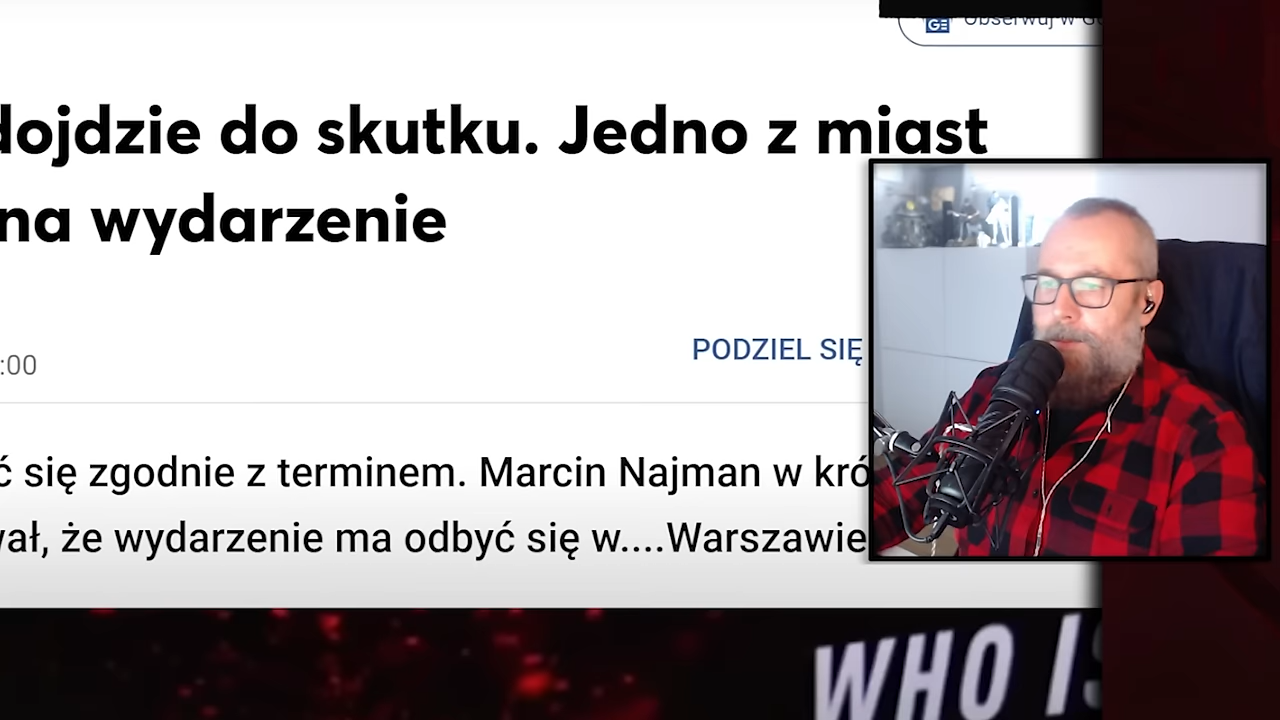 Obserwuj w
dojdzie do skutku. Jedno z miast
na wydarzenie
:00
PODZIEL SIĘ
ć się zgodnie z terminem. Marcin Najman w kró
wał, że wydarzenie ma odbyć się w....Warszawie
WHO IS